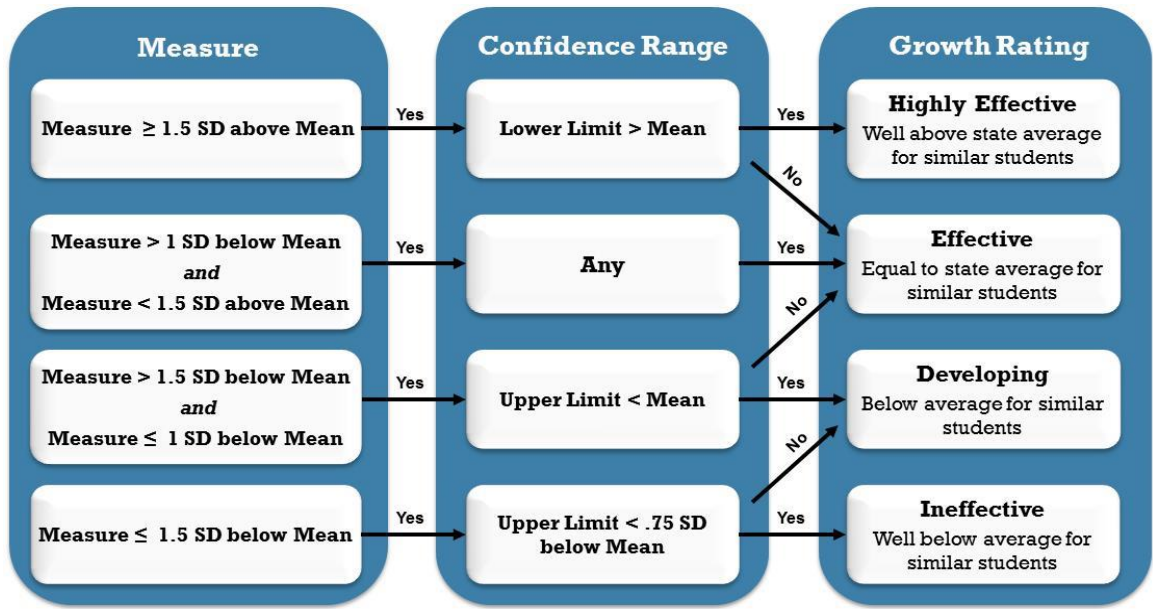 Measure
Confidence Range
Growth Rating
Measure ≥ 1.5 SD above Mean
Yes
Lower Limit > Mean
Yes
Highly Effective
Well above state average
for similar students
No
Measure > 1 SD below Mean
and
Measure < 1.5 SD above Mean
Yes
Any
Yes
Effective
Equal to state average for
similar students
No
Measure > 1.5 SD below Mean
and
Measure ≤ 1 SD below Mean
Yes
Upper Limit < Mean
Yes
Developing
Below average for similar
students
No
Measure ≤ 1.5 SD below Mean
Yes
Upper Limit < .75 SD
below Mean
Yes
Ineffective
Well below average for
similar students